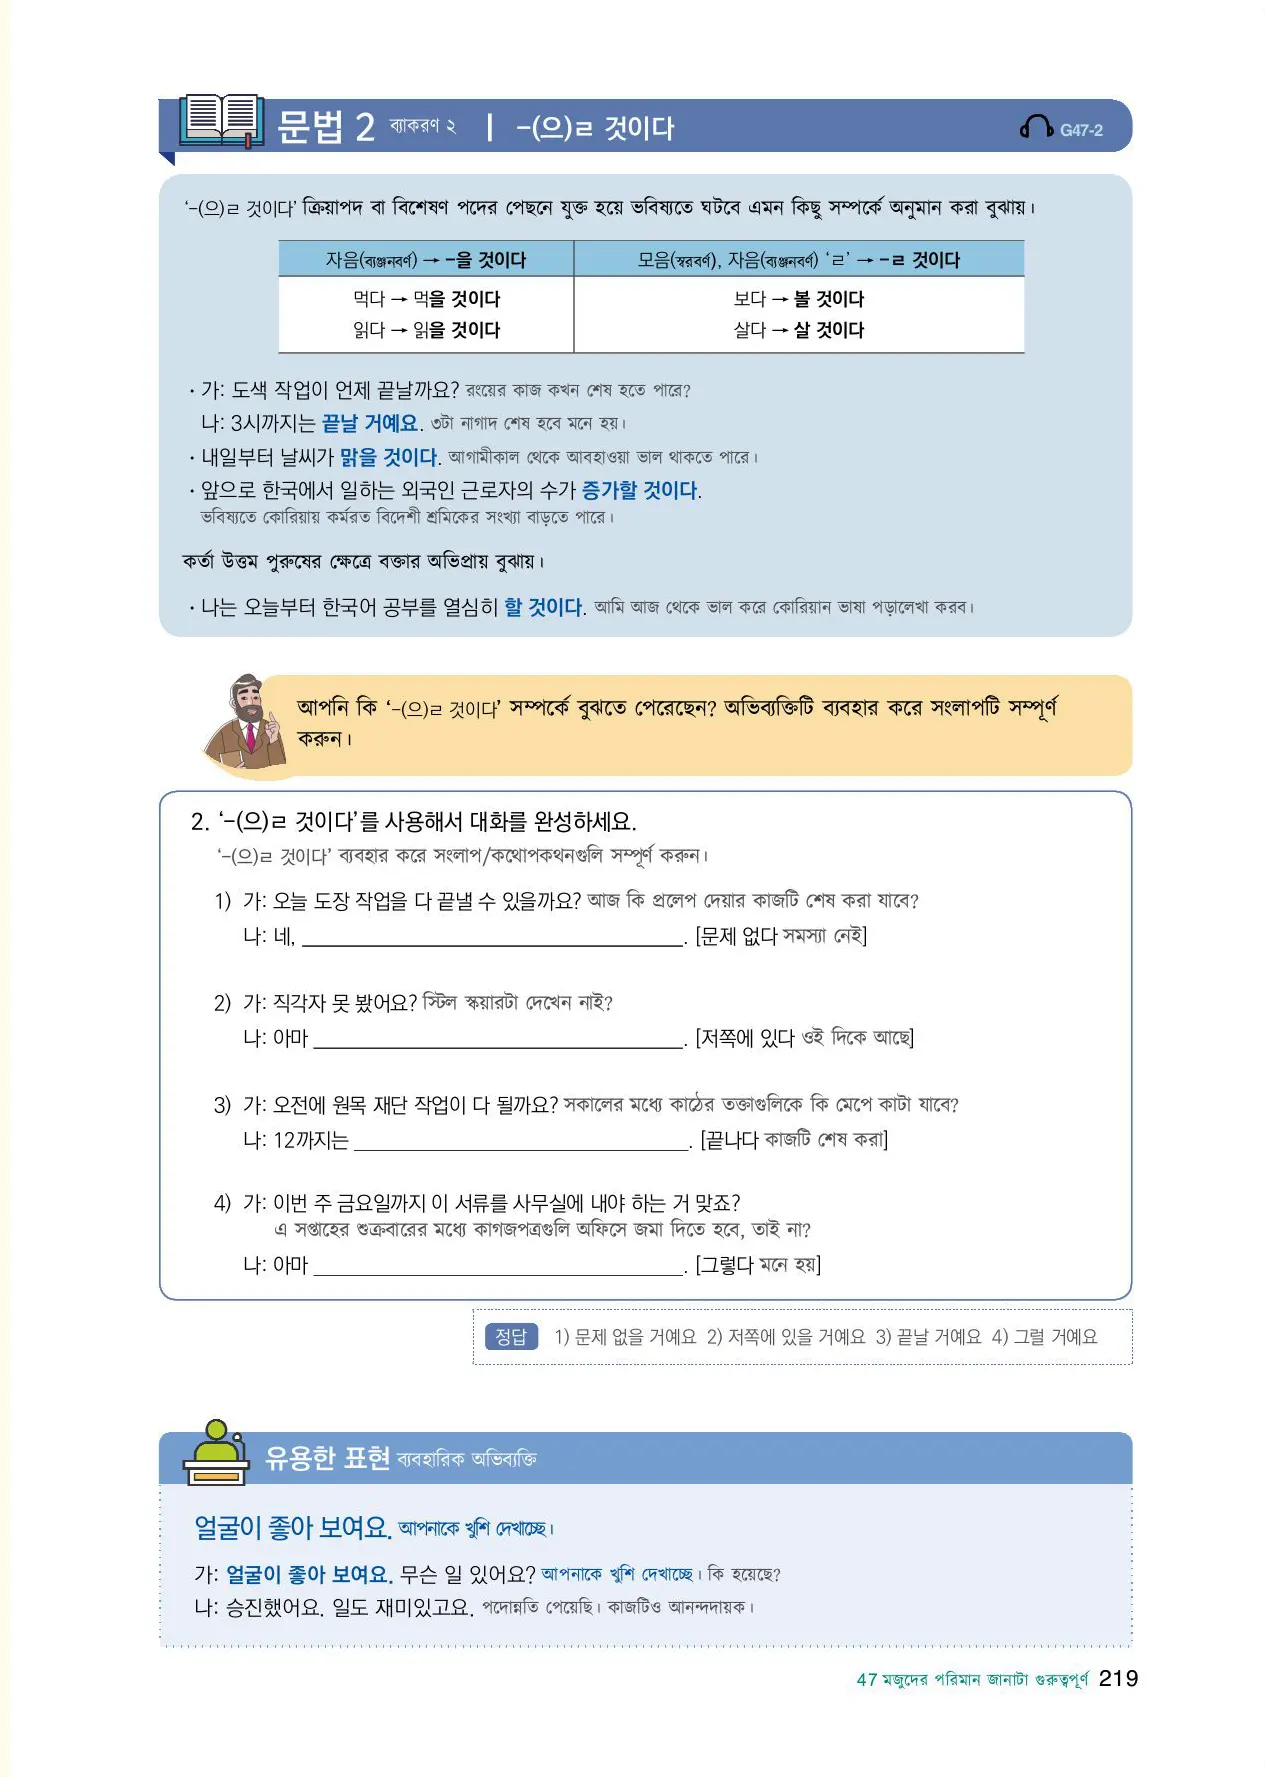 문법 2 ব্যাকরণ ২ | -(으)ㄹ 것이다 G47-2
‘-(으)ㄹ 것이다’ ক্রিয়াপদ বা বিশেষণ পদের পেছনে যুক্ত হয়ে ভবিষ্যতে ঘটবে এমন কিছু সম্পর্কে অনুমান করা বুঝায়।
자음(ব্যঞ্জনবর্ণ) → -을 것이다 모음(স্বরবর্ণ), 자음(ব্যঞ্জনবর্ণ) ‘ㄹ’ → -ㄹ 것이다
먹다 → 먹을 것이다 보다 → 볼 것이다
읽다 → 읽을 것이다 살다 → 살 것이다
· 가: 도색 작업이 언제 끝날까요? রংয়ের কাজ কখন শেষ হতে পারে?
나: 3시까지는 끝날 거예요. ৩টা নাগাদ শেষ হবে মনে হয়।
· 내일부터 날씨가 맑을 것이다. আগামীকাল থেকে আবহাওয়া ভাল থাকতে পারে।
· 앞으로 한국에서 일하는 외국인 근로자의 수가 증가할 것이다.
ভবিষ্যতে কোরিয়ায় কর্মরত বিদেশী শ্রমিকের সংখ্যা বাড়তে পারে।
কর্তা উত্তম পুরুষের ক্ষেত্রে বক্তার অভিপ্রায় বুঝায়।
· 나는 오늘부터 한국어 공부를 열심히 할 것이다. আমি আজ থেকে ভাল করে কোরিয়ান ভাষা পড়ালেখা করব।
আপনি কি ‘-(으)ㄹ 것이다’ সম্পর্কে বুঝতে পেরেছেন? অভিব্যক্তিটি ব্যবহার করে সংলাপটি সম্পূর্ণ
করুন।
2. ‘-(으)ㄹ 것이다’를 사용해서 대화를 완성하세요.
‘-(으)ㄹ 것이다’ ব্যবহার করে সংলাপ/কথোপকথনগুলি সম্পূর্ণ করুন।
1) 가: 오늘 도장 작업을 다 끝낼 수 있을까요? আজ কি প্রলেপ দেয়ার কাজটি শেষ করা যাবে?
나: 네, ____________________. [문제 없다 সমস্যা নেই]
2) 가: 직각자 못 봤어요? স্টিল স্কয়ারটা দেখেন নাই?
나: 아마 ____________________. [저쪽에 있다 ওই দিকে আছে]
3) 가: 오전에 원목 재단 작업이 다 될까요? সকালের মধ্যে কাঠের তক্তাগুলিকে কি মেপে কাটা যাবে?
나: 12까지는 ____________________. [끝나다 কাজটি শেষ করা]
4) 가: 이번 주 금요일까지 이 서류를 사무실에 내야 하는 거 맞죠?
এ সপ্তাহের শুক্রবারের মধ্যে কাগজপত্রগুলি অফিসে জমা দিতে হবে, তাই না?
나: 아마 ____________________. [그렇다 মনে হয়]
정답 1) 문제 없을 거예요 2) 저쪽에 있을 거예요 3) 끝날 거예요 4) 그럴 거예요
유용한 표현 ব্যবহারিক অভিব্যক্তি
얼굴이 좋아 보여요. আপনাকে খুশি দেখাচ্ছে।
가: 얼굴이 좋아 보여요. 무슨 일 있어요? আপনাকে খুশি দেখাচ্ছে। কি হয়েছে?
나: 승진했어요. 일도 재미있고요. পদোন্নতি পেয়েছি। কাজটিও আনন্দদায়ক।
47 মজুদের পরিমান জানাটা গুরুত্বপূর্ণ 219